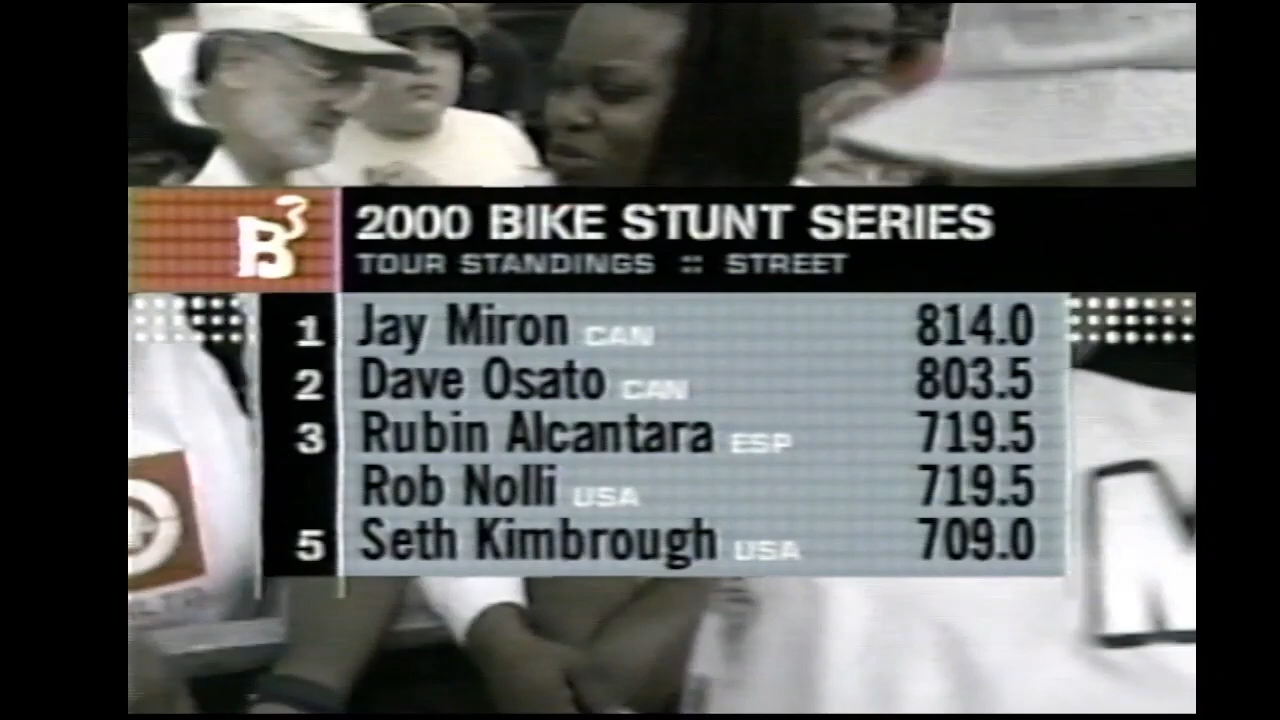 B3
2000 BIKE STUNT SERIES
TOUR STANDINGS :: STREET
1 Jay Miron CAN 814.0
2 Dave Osato CAN 803.5
3 Rubin Alcantara ESP 719.5
Rob Nolli USA 719.5
5 Seth Kimbrough USA 709.0